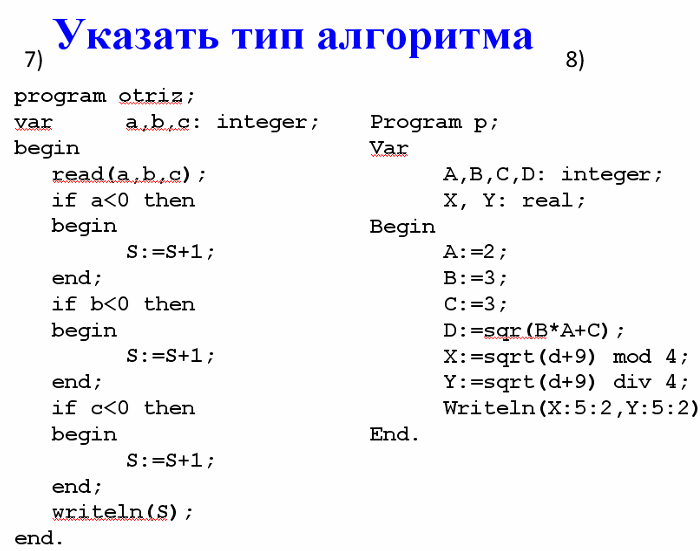 Указать тип алгоритма
7)
program otriz;
var a,b,c: integer;
begin
read(a,b,c);
if a<0 then
begin
S:=S+1;
end;
if b<0 then
begin
S:=S+1;
end;
if c<0 then
begin
S:=S+1;
end;
writeln(S);
end.
8)
Program p;
Var
A,B,C,D: integer;
X, Y: real;
Begin
A:=2;
B:=3;
C:=3;
D:=sqr(B*A+C);
X:=sqrt(d+9) mod 4;
Y:=sqrt(d+9) div 4;
Writeln(X:5:2,Y:5:2)
End.